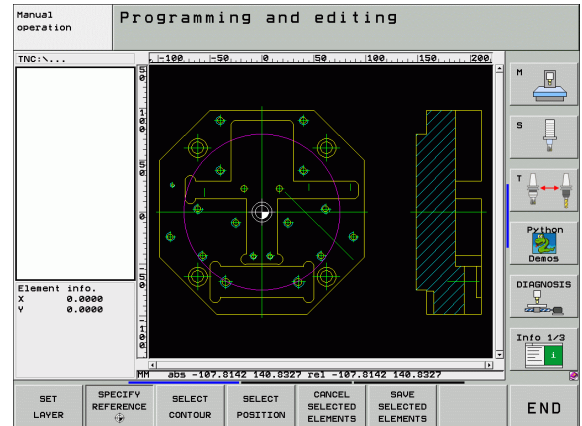 Manual
operation
Programming and editing
TNC:\...
-100 -50 0 50 100 150 200
M
S
T
Python
Demos
DIAGNOSIS
Info 1/3
i
Element info.
X 0.0000
Y 0.0000
MM abs -107.8142 140.8327 rel -107.8142 140.8327
SET
LAYER
SPECIFY
REFERENCE
SELECT
CONTOUR
SELECT
POSITION
CANCEL
SELECTED
ELEMENTS
SAVE
SELECTED
ELEMENTS
END